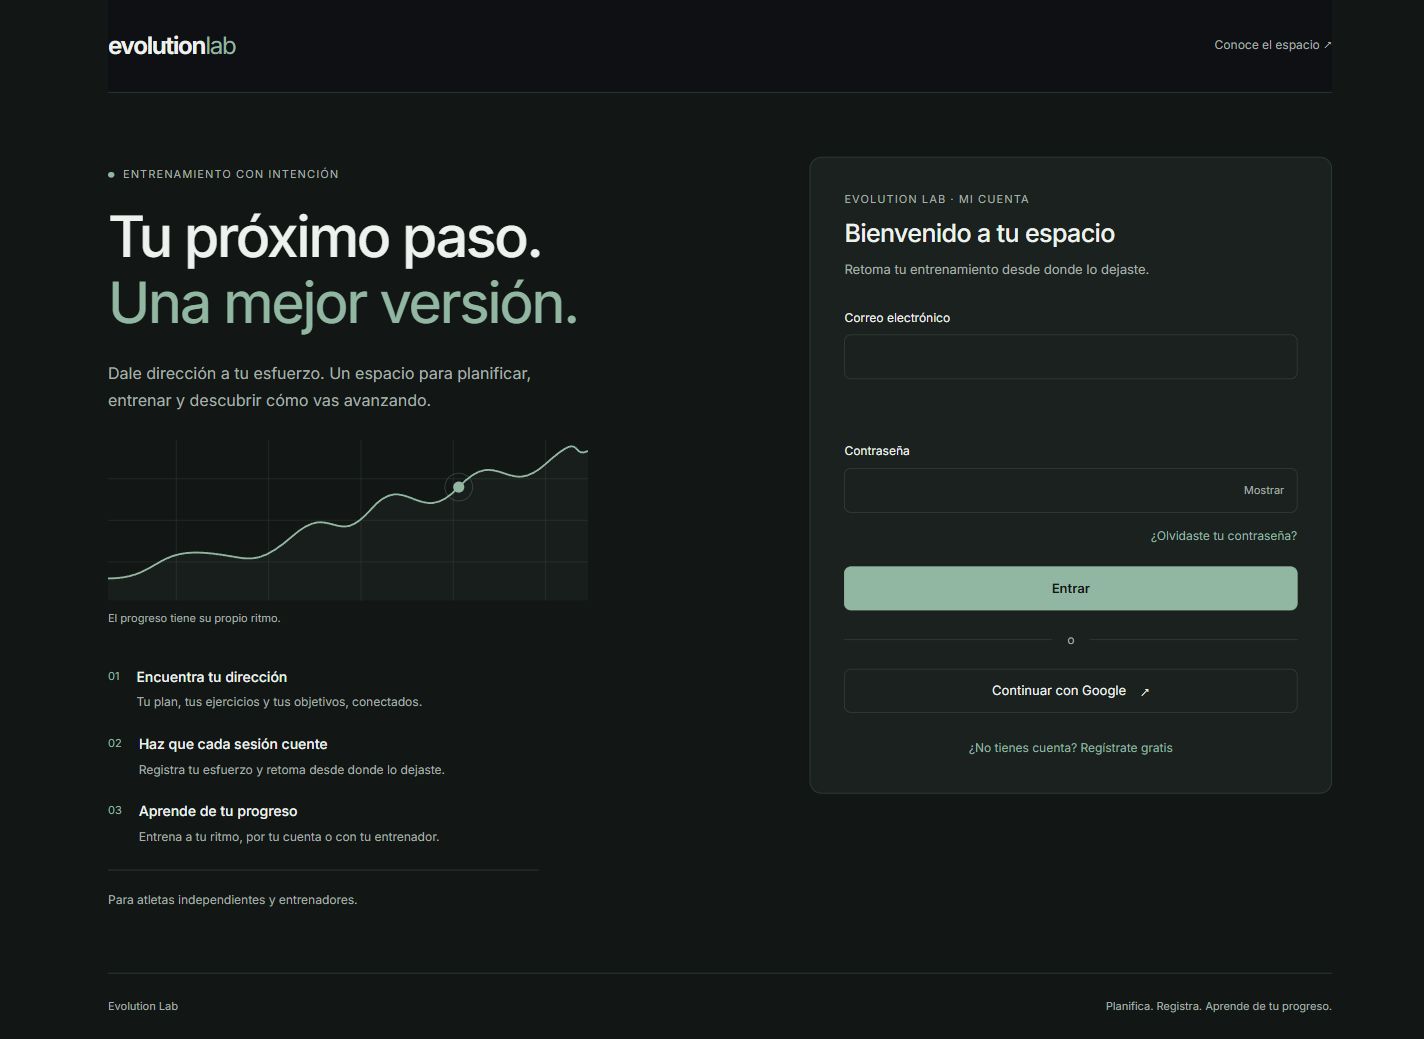 evolutionlab
Conoce el espacio ↗
ENTRENAMIENTO CON INTENCIÓN
Tu próximo paso.
Una mejor versión.
Dale dirección a tu esfuerzo. Un espacio para planificar,
entrenar y descubrir cómo vas avanzando.
El progreso tiene su propio ritmo.
01 Encuentra tu dirección
Tu plan, tus ejercicios y tus objetivos, conectados.
02 Haz que cada sesión cuente
Registra tu esfuerzo y retoma desde donde lo dejaste.
03 Aprende de tu progreso
Entrena a tu ritmo, por tu cuenta o con tu entrenador.
Para atletas independientes y entrenadores.
EVOLUTION LAB · MI CUENTA
Bienvenido a tu espacio
Retoma tu entrenamiento desde donde lo dejaste.
Correo electrónico
Contraseña
Mostrar
¿Olvidaste tu contraseña?
Entrar
o
Continuar con Google ↗
¿No tienes cuenta? Regístrate gratis
Evolution Lab
Planifica. Registra. Aprende de tu progreso.